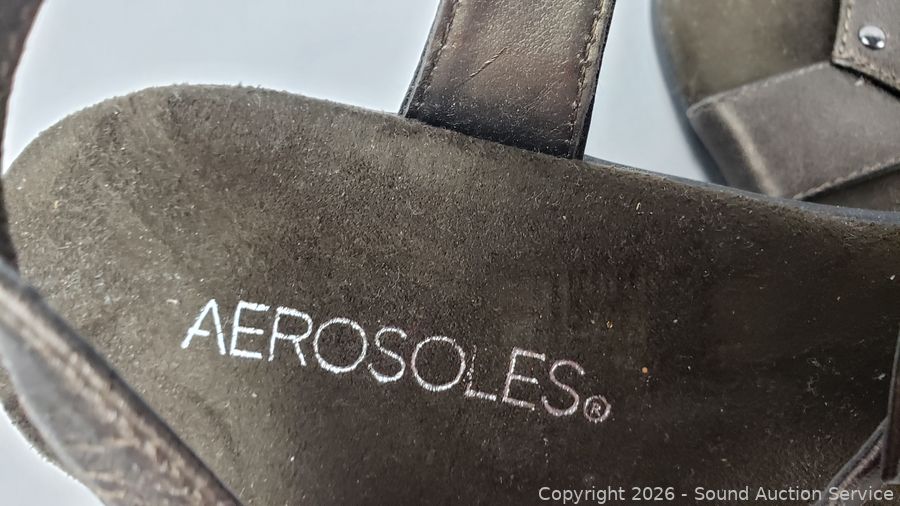 AEROSOLES®
Copyright 2026 - Sound Auction Service